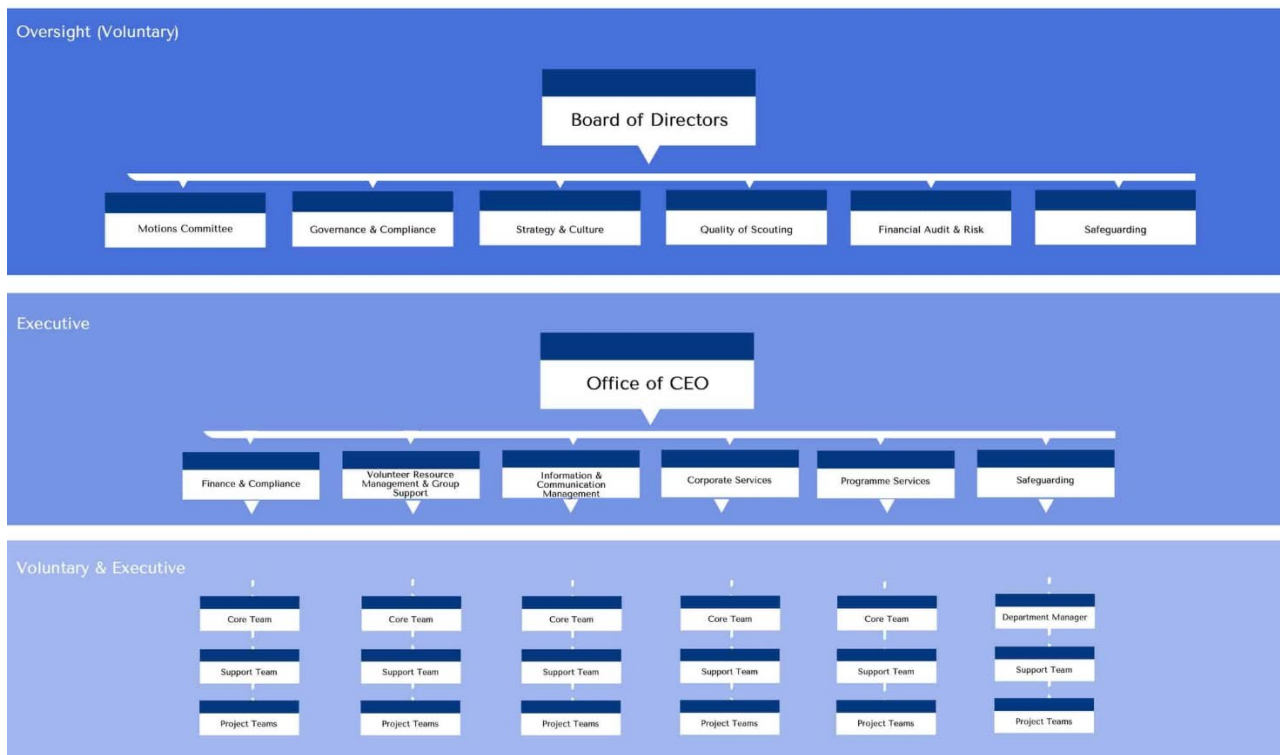 Oversight (Voluntary)
Board of Directors
Motions Committee
Governance & Compliance
Strategy & Culture
Quality of Scouting
Financial Audit & Risk
Safeguarding
Executive
Office of CEO
Finance & Compliance
Volunteer Resource
Management & Group
Support
Information &
Communication
Management
Corporate Services
Programme Services
Safeguarding
Voluntary & Executive
Core Team
Core Team
Core Team
Core Team
Core Team
Department Manager
Support Team
Support Team
Support Team
Support Team
Support Team
Support Team
Project Teams
Project Teams
Project Teams
Project Teams
Project Teams
Project Teams